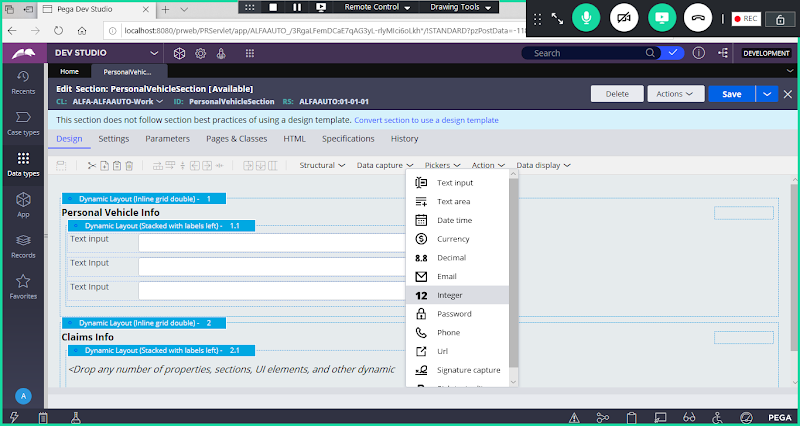 Pega Dev Studio
Remote Control
Drawing Tools
REC
localhost:8080/prweb/PRServlet/app/ALFAAUTO_/3RgaLFemDCaE7qAG3yL-rlyMIci6oLkh*/!STANDARD?pzPostData=-118
DEV STUDIO
Search
DEVELOPMENT
Home
PersonalVehic...
Recents
Case types
Data types
App
Records
Favorites
A
Edit Section: PersonalVehicleSection [Available]
CL: ALFA-ALFAAUTO-Work
ID: PersonalVehicleSection
RS: ALFAAUTO:01-01-01
Delete
Actions
Save
This section does not follow section best practices of using a design template. Convert section to use a design template
Design
Settings
Parameters
Pages & Classes
HTML
Specifications
History
Structural
Data capture
Pickers
Action
Data display
Dynamic Layout (Inline grid double) - 1
Personal Vehicle Info
Dynamic Layout (Stacked with labels left) - 1.1
Text input
Text Input
Text Input
Dynamic Layout (Inline grid double) - 2
Claims Info
Dynamic Layout (Stacked with labels left) - 2.1
<Drop any number of properties, sections, UI elements, and other dynamic
Text input
Text area
Date time
Currency
8.8 Decimal
Email
12 Integer
Password
Phone
Url
Signature capture
PEGA